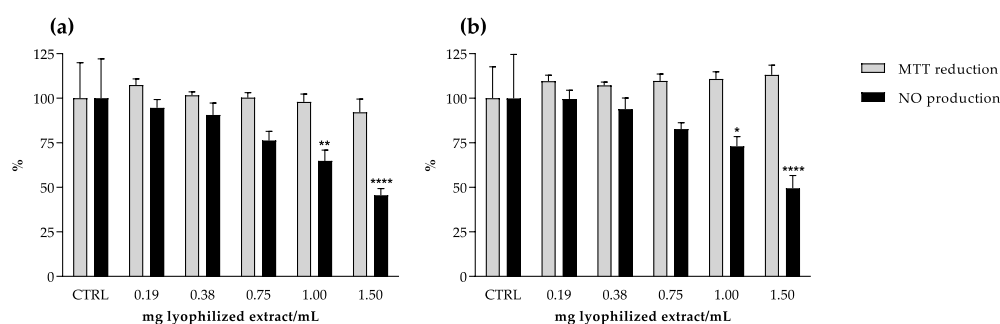 (a)
125
100
75
50
25
0
%
**
****
CTRL 0.19 0.38 0.75 1.00 1.50
mg lyophilized extract/mL
(b)
125
100
75
50
25
0
%
*
****
CTRL 0.19 0.38 0.75 1.00 1.50
mg lyophilized extract/mL
MTT reduction
NO production